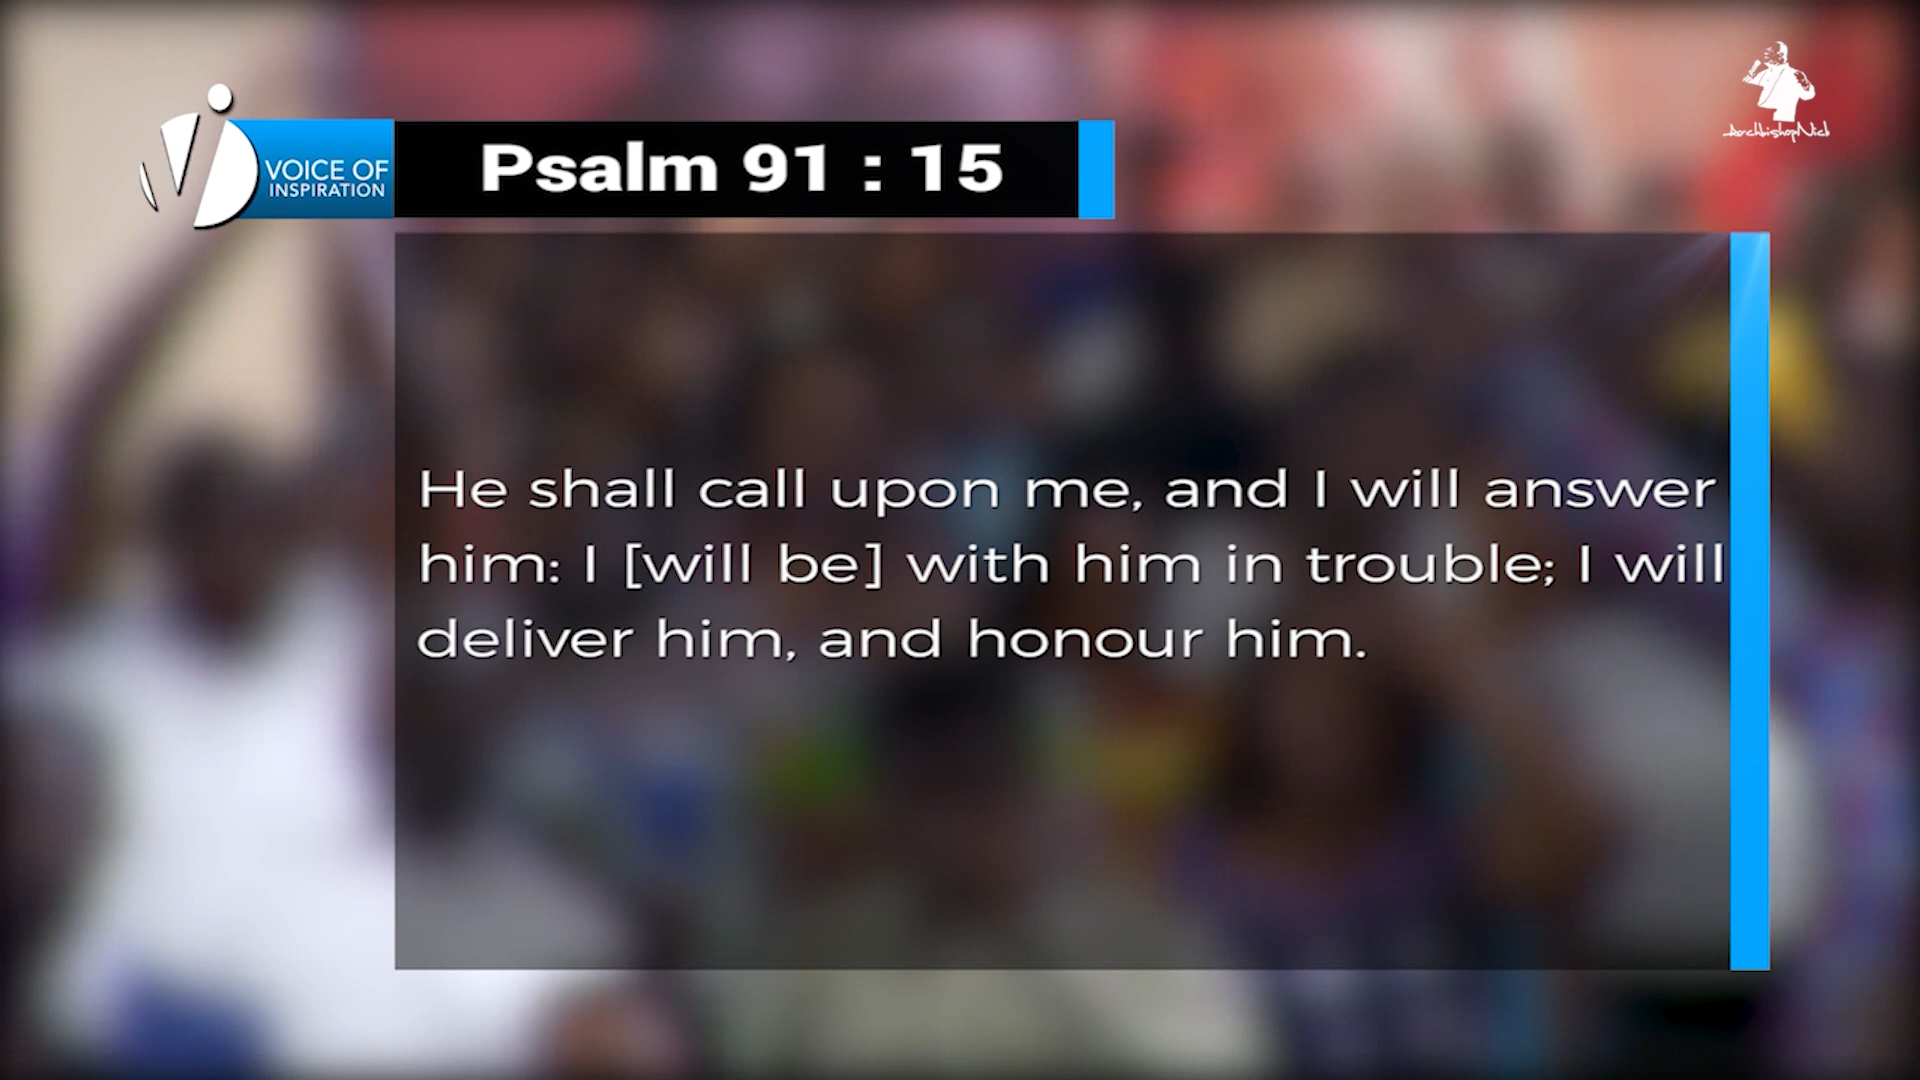 VOICE OF
INSPIRATION
Psalm 91 : 15
ArchbishopNick
He shall call upon me, and I will answer
him: I [will be] with him in trouble; I will
deliver him, and honour him.